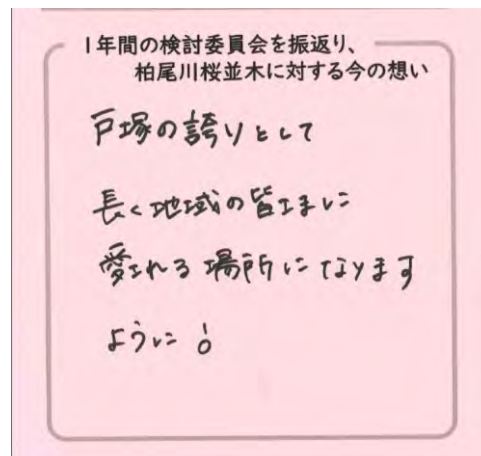 1年間の検討委員会を振返り、
柏尾川桜並木に対する今の想い
戸塚の誇りとして
長く地域の皆さまに
愛される場所になります
ように!